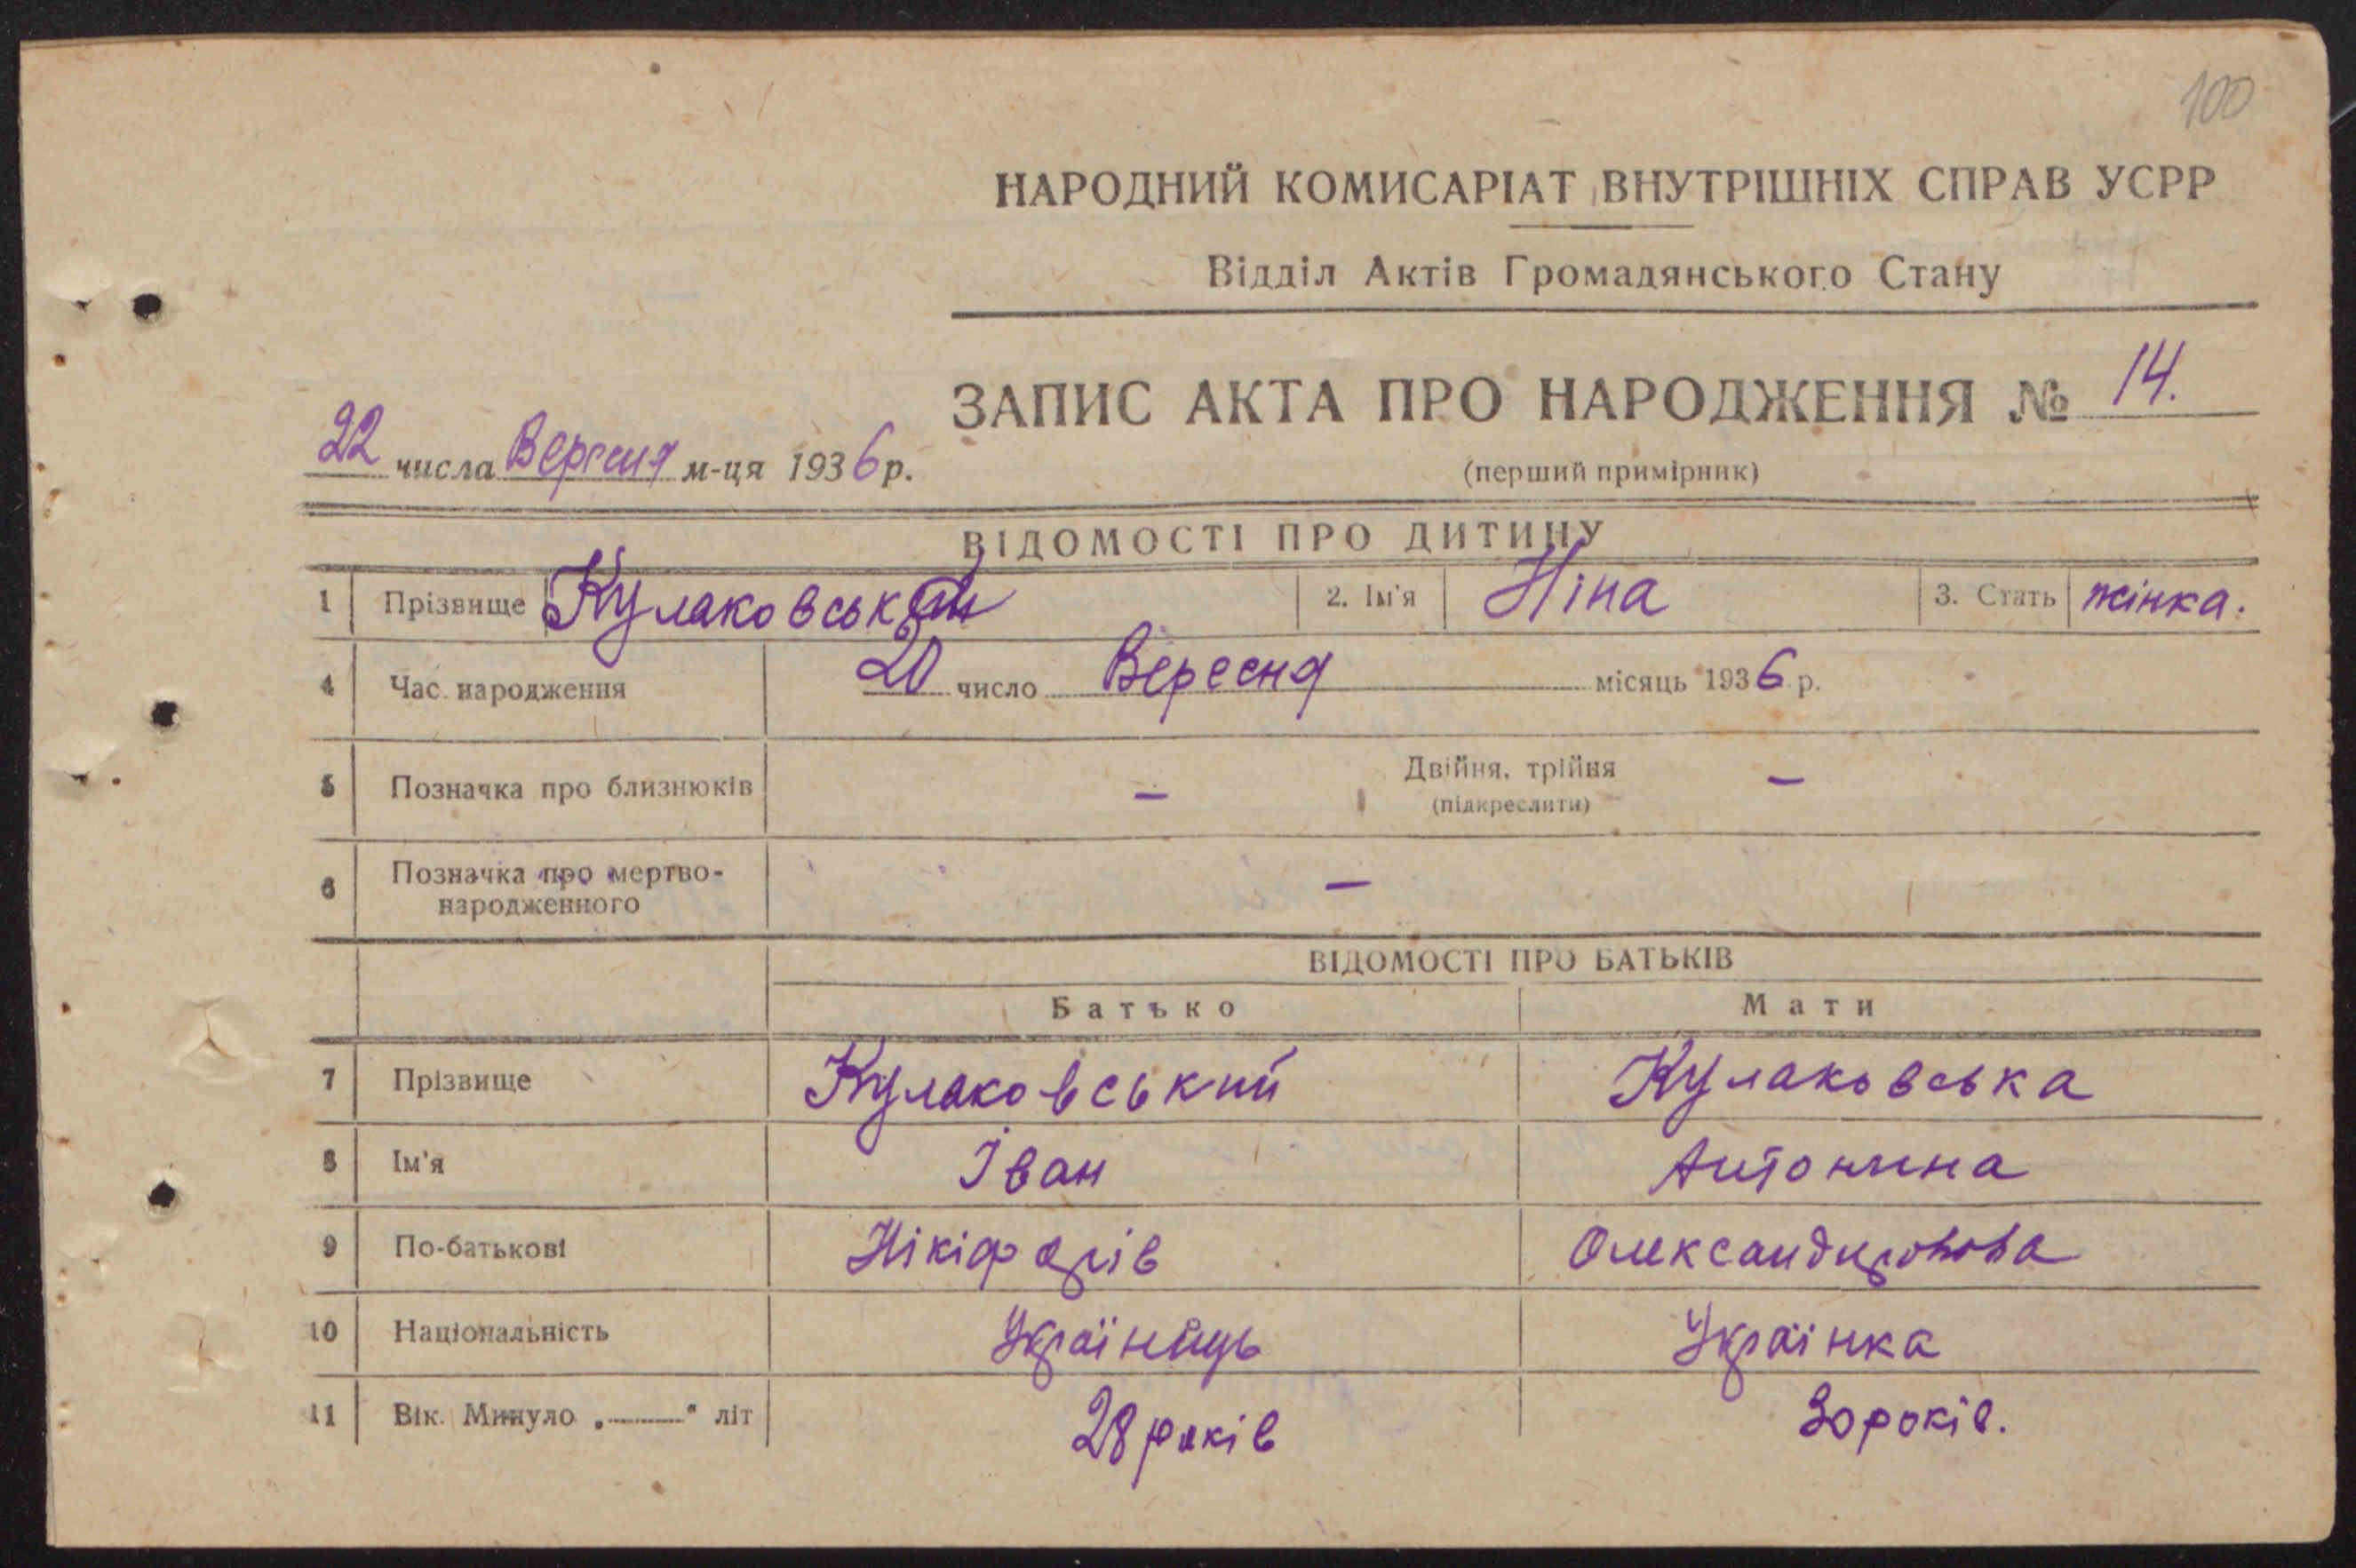 100
НАРОДНИЙ КОМИСАРІАТ ВНУТРІШНІХ СПРАВ УСРР
Відділ Актів Громадянського Стану
ЗАПИС АКТА ПРО НАРОДЖЕННЯ № 14.
22 числа Вересня м-ця 1936 р.
(перший примірник)
ВІДОМОСТІ ПРО ДИТИНУ
1 Прізвище 2. Ім'я Ніна 3. Стать жінка.
4 Час народження 20 число Вересня місяць 1936 р.
5 Позначка про близнюків — Двійня, трійня —
(підкреслити)
6 Позначка про мертво-
народженного —
ВІДОМОСТІ ПРО БАТЬКІВ
Батько Мати
7 Прізвище Кулаковський Кулаковська
8 Ім'я Іван Антонина
9 По-батькові Нікіфорів Олександровова
10 Національність Українець Українка
11 Вік. Минуло „ " літ 28 років 30 років.